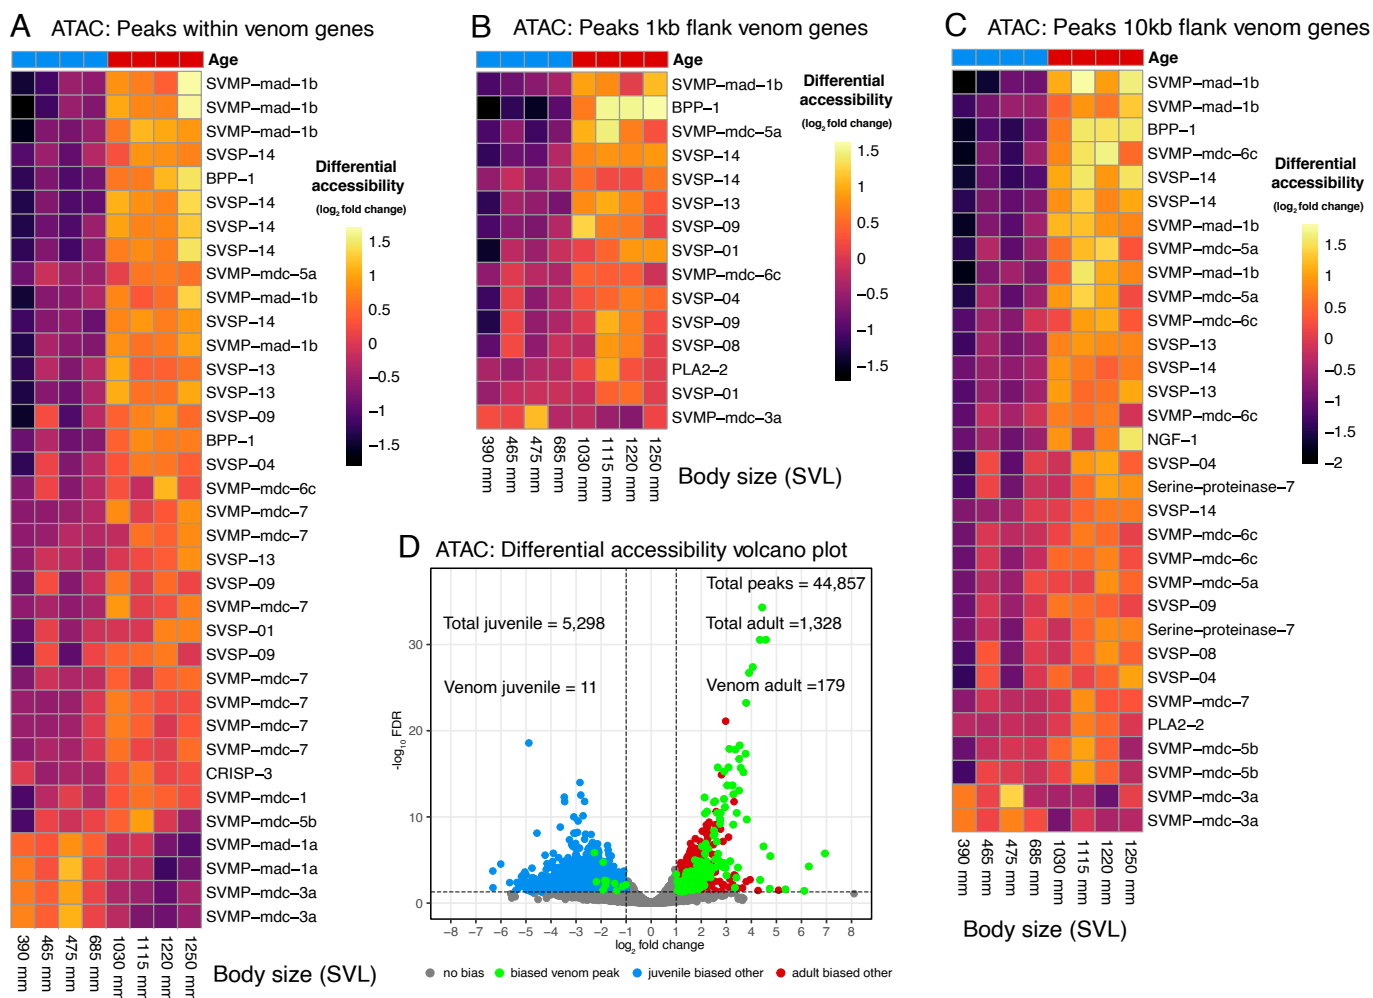 A ATAC: Peaks within venom genes
Age
SVMP−mad−1b
SVMP−mad−1b
SVMP−mad−1b
SVSP−14
BPP−1
SVSP−14
SVSP−14
SVSP−14
SVMP−mdc−5a
SVMP−mad−1b
SVSP−14
SVMP−mad−1b
SVSP−13
SVSP−13
SVSP−09
BPP−1
SVSP−04
SVMP−mdc−6c
SVMP−mdc−7
SVMP−mdc−7
SVSP−13
SVSP−09
SVMP−mdc−7
SVSP−01
SVSP−09
SVMP−mdc−7
SVMP−mdc−7
SVMP−mdc−7
SVMP−mdc−7
CRISP−3
SVMP−mdc−1
SVMP−mdc−5b
SVMP−mad−1a
SVMP−mad−1a
SVMP−mdc−3a
SVMP−mdc−3a
390 mm
465 mm
475 mm
685 mm
1030 mm
1115 mm
1220 mm
1250 mm
Body size (SVL)
Differential
accessibility
(log2 fold change)
1.5
1
0.5
0
−0.5
−1
−1.5
B ATAC: Peaks 1kb flank venom genes
Age
SVMP−mad−1b
BPP−1
SVMP−mdc−5a
SVSP−14
SVSP−14
SVSP−13
SVSP−09
SVSP−01
SVMP−mdc−6c
SVSP−04
SVSP−09
SVSP−08
PLA2−2
SVSP−01
SVMP−mdc−3a
390 mm
465 mm
475 mm
685 mm
1030 mm
1115 mm
1220 mm
1250 mm
Body size (SVL)
Differential
accessibility
(log2 fold change)
1.5
1
0.5
0
−0.5
−1
−1.5
C ATAC: Peaks 10kb flank venom genes
Age
SVMP−mad−1b
SVMP−mad−1b
BPP−1
SVMP−mdc−6c
SVSP−14
SVSP−14
SVMP−mad−1b
SVMP−mdc−5a
SVMP−mad−1b
SVMP−mdc−5a
SVMP−mdc−6c
SVSP−13
SVSP−14
SVSP−13
SVMP−mdc−6c
NGF−1
SVSP−04
Serine−proteinase−7
SVSP−14
SVMP−mdc−6c
SVMP−mdc−6c
SVMP−mdc−5a
SVSP−09
Serine−proteinase−7
SVSP−08
SVSP−04
SVMP−mdc−7
PLA2−2
SVMP−mdc−5b
SVMP−mdc−5b
SVMP−mdc−3a
SVMP−mdc−3a
390 mm
465 mm
475 mm
685 mm
1030 mm
1115 mm
1220 mm
1250 mm
Body size (SVL)
Differential
accessibility
(log2 fold change)
1.5
1
0.5
0
−0.5
−1
−1.5
−2
D ATAC: Differential accessibility volcano plot
Total peaks = 44,857
Total juvenile = 5,298
Total adult =1,328
Venom juvenile = 11
Venom adult =179
-log10 FDR
30
20
10
0
−8 −7 −6 −5 −4 −3 −2 −1 0 1 2 3 4 5 6 7 8
log2 fold change
no bias biased venom peak juvenile biased other adult biased other